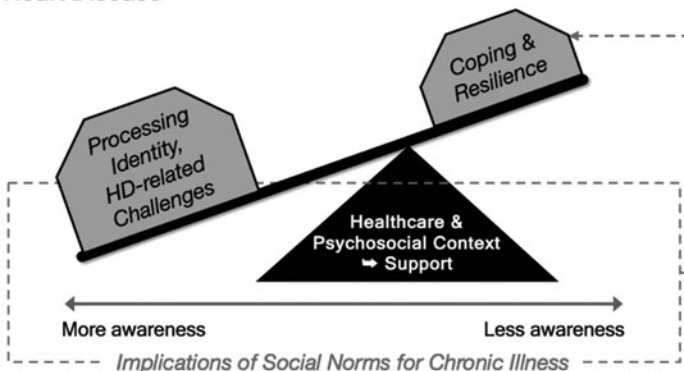 Coping &
Resilience
Processing
Identity,
HD-related
Challenges
Healthcare &
Psychosocial Context
➥ Support
More awareness
Less awareness
Implications of Social Norms for Chronic Illness